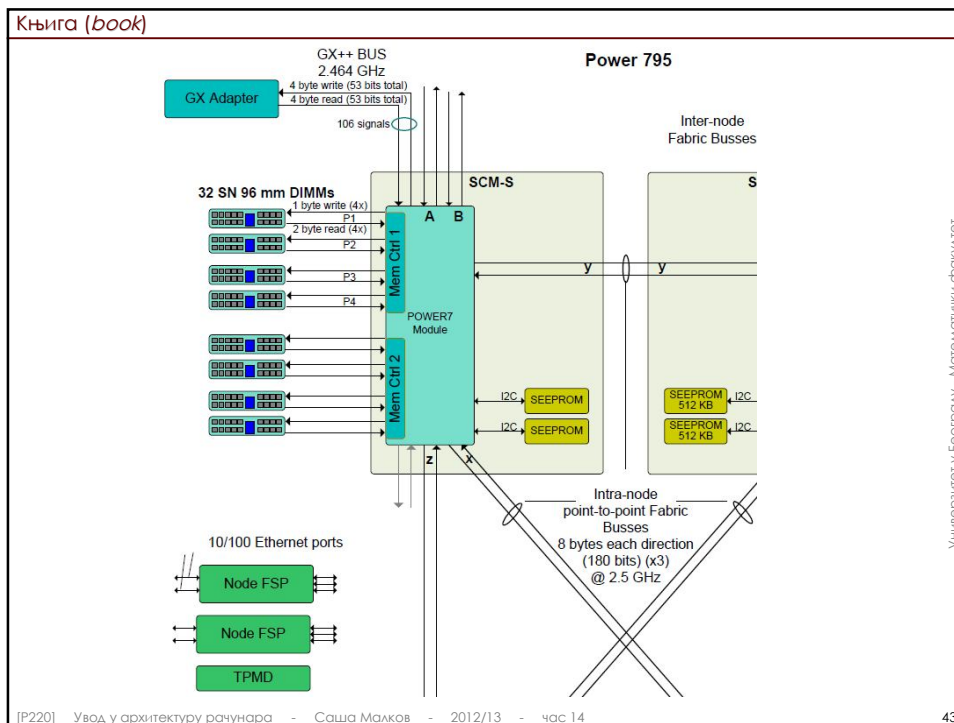 Књига (book)
GX++ BUS
2.464 GHz
Power 795
4 byte write (53 bits total)
4 byte read (53 bits total)
GX Adapter
106 signals
Inter-node
Fabric Busses
SCM-S
S
32 SN 96 mm DIMMs
1 byte write (4x)
P1
2 byte read (4x)
P2
P3
P4
A B
Mem Ctrl 1
POWER7
Module
Mem Ctrl 2
y
y
I2C
SEEPROM
I2C
SEEPROM
SEEPROM
512 KB
I2C
SEEPROM
512 KB
I2C
z
x
Intra-node
point-to-point Fabric
Busses
8 bytes each direction
(180 bits) (x3)
@ 2.5 GHz
10/100 Ethernet ports
Node FSP
Node FSP
TPMD
Универзитет у Београду - Математички факултет
[P220] Увод у архитектуру рачунара - Саша Малков - 2012/13 - час 14
43